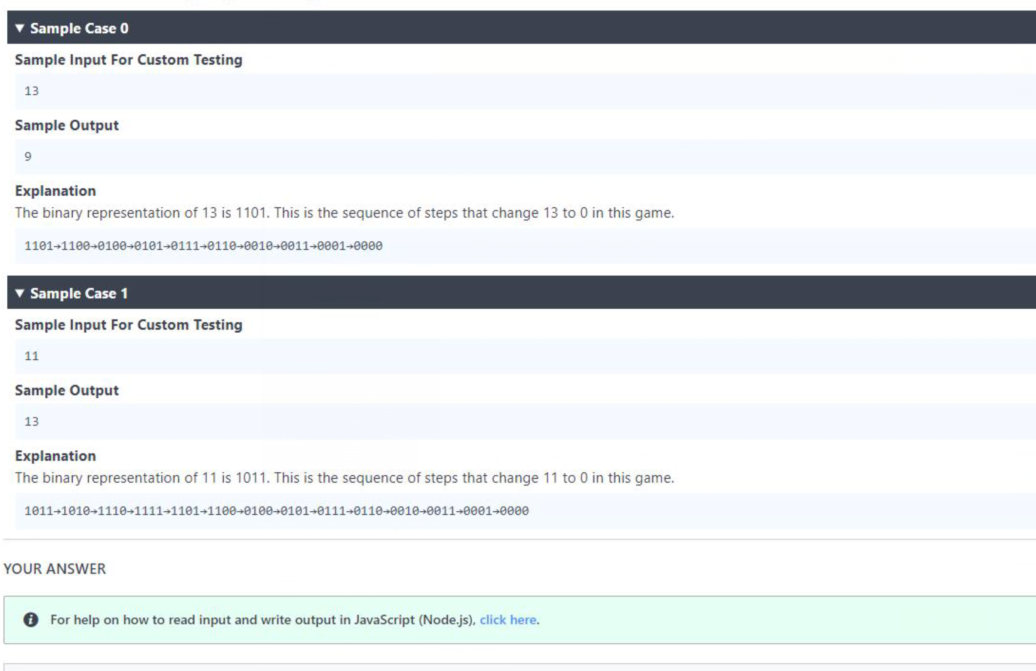 ▼ Sample Case 0
Sample Input For Custom Testing
13
Sample Output
9
Explanation
The binary representation of 13 is 1101. This is the sequence of steps that change 13 to 0 in this game.
1101→1100→0100→0101→0111→0110→0010→0011→0001→0000
▼ Sample Case 1
Sample Input For Custom Testing
11
Sample Output
13
Explanation
The binary representation of 11 is 1011. This is the sequence of steps that change 11 to 0 in this game.
1011→1010→1110→1111→1101→1100→0100→0101→0111→0110→0010→0011→0001→0000
YOUR ANSWER
For help on how to read input and write output in JavaScript (Node.js), click here.